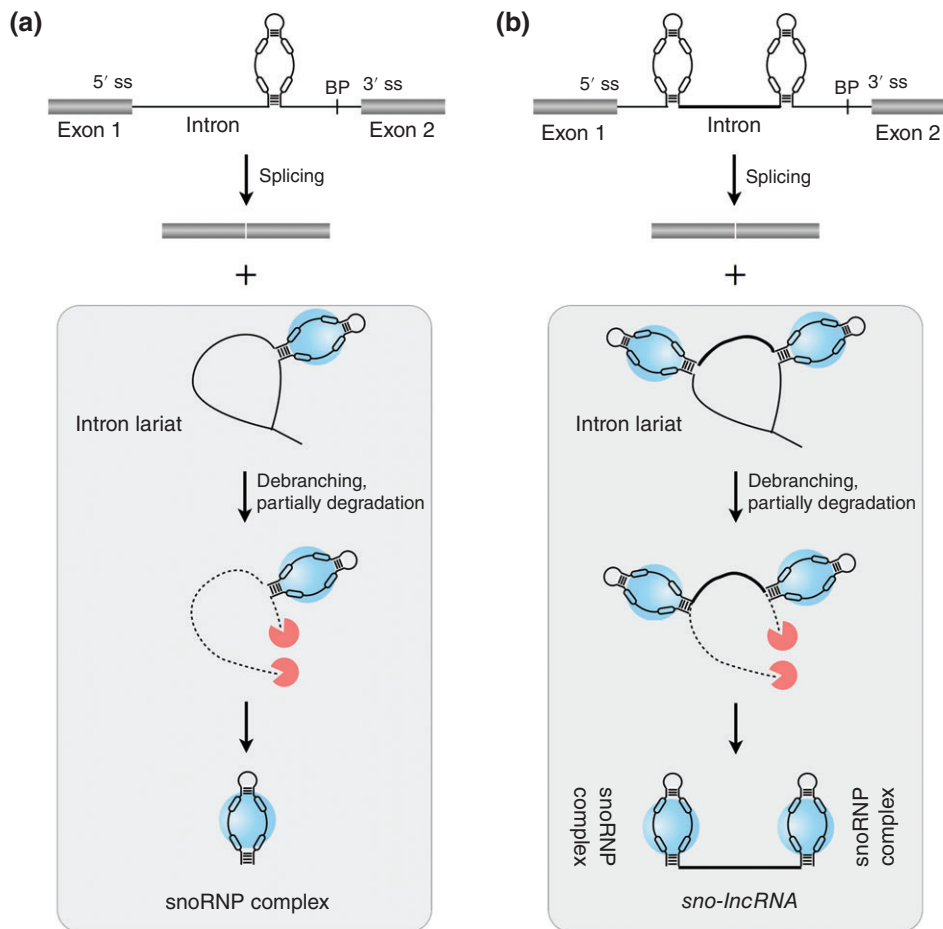 (a)
5′ ss
BP
3′ ss
Exon 1
Intron
Exon 2
Splicing
+
Intron lariat
Debranching,
partially degradation
snoRNP complex
(b)
5′ ss
BP
3′ ss
Exon 1
Intron
Exon 2
Splicing
+
Intron lariat
Debranching,
partially degradation
snoRNP
complex
snoRNP
complex
sno-lncRNA